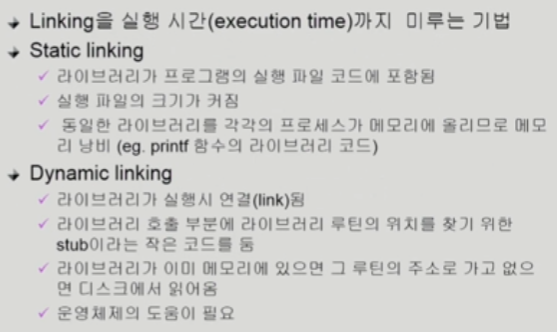 Linking을 실행 시간(execution time)까지 미루는 기법
Static linking
라이브러리가 프로그램의 실행 파일 코드에 포함됨
실행 파일의 크기가 커짐
동일한 라이브러리를 각각의 프로세스가 메모리에 올리므로 메모
리 낭비 (eg. printf 함수의 라이브러리 코드)
Dynamic linking
라이브러리가 실행시 연결(link)됨
라이브러리 호출 부분에 라이브러리 루틴의 위치를 찾기 위한
stub이라는 작은 코드를 둠
라이브러리가 이미 메모리에 있으면 그 루틴의 주소로 가고 없으
면 디스크에서 읽어옴
운영체제의 도움이 필요